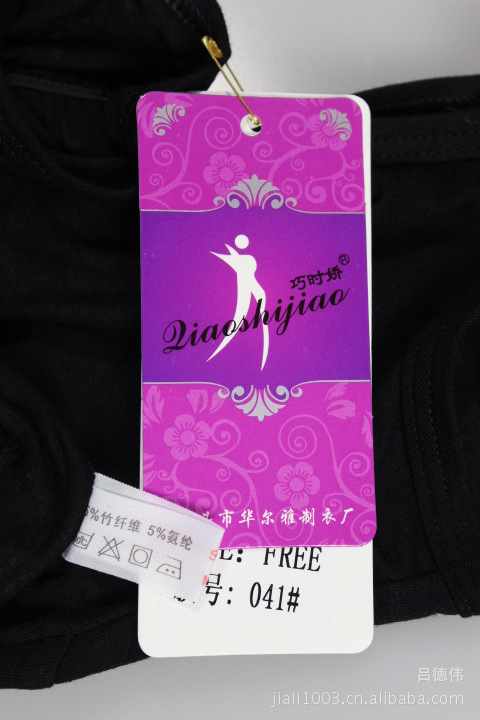 巧时娇®
Qiaoshijiao
市华尔雅制衣厂
5%竹纤维 5%氨纶
E: FREE
号: 041#
吕德伟
jiali1003.cn.alibaba.com